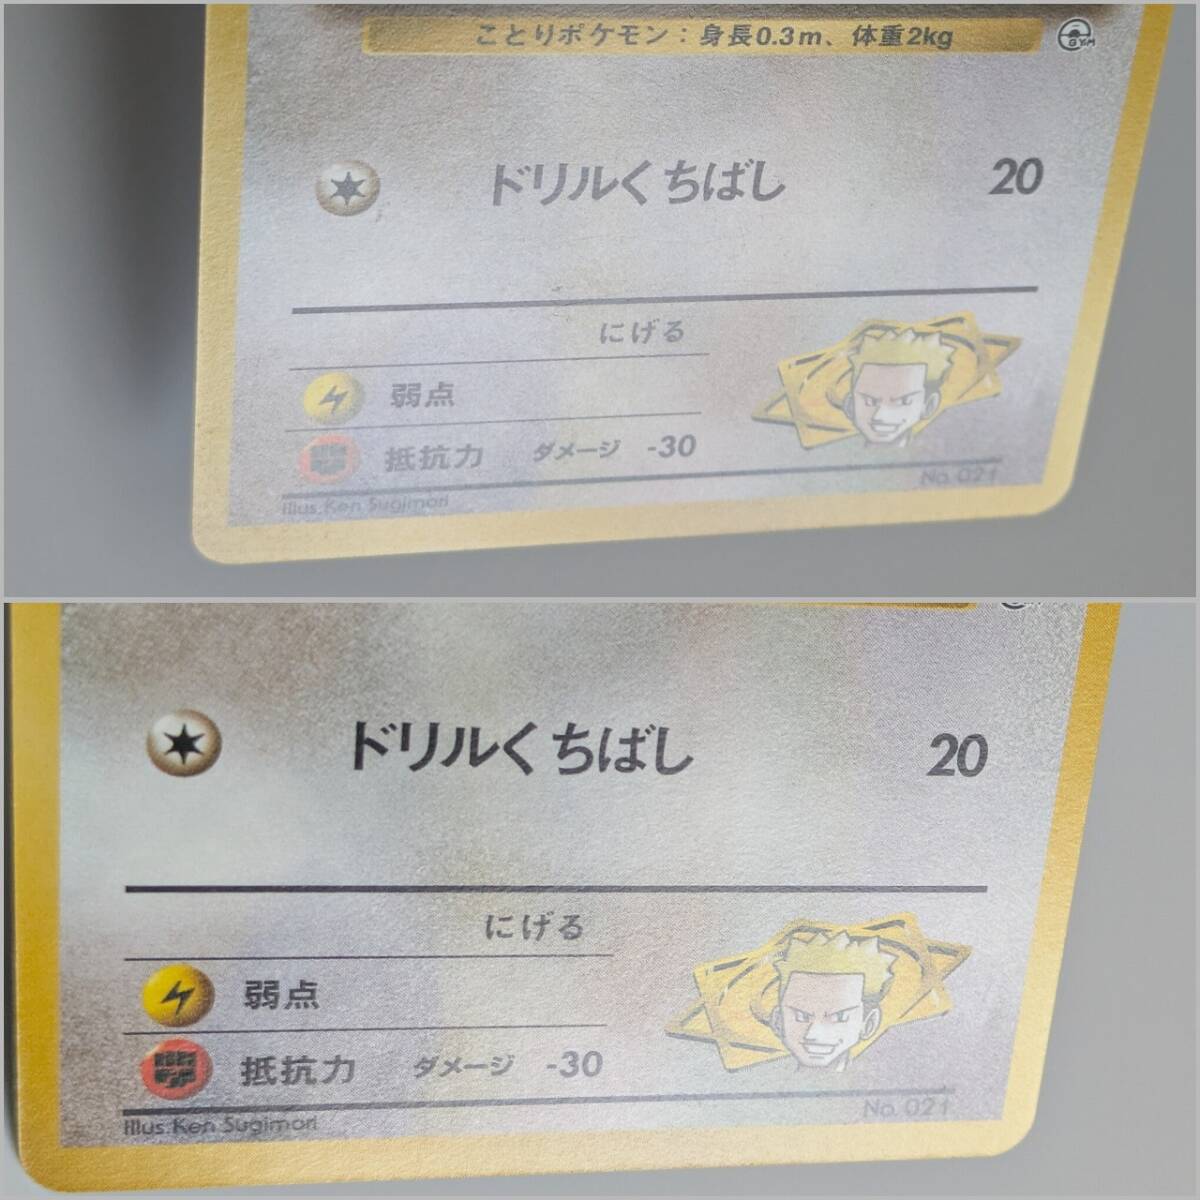 ことりポケモン：身長0.3m、体重2kg
GYM
ドリルくちばし 20
にげる
弱点
抵抗力 ダメージ -30
No. 021
Illus. Ken Sugimori
ドリルくちばし 20
にげる
弱点
抵抗力 ダメージ -30
No. 021
Illus. Ken Sugimori